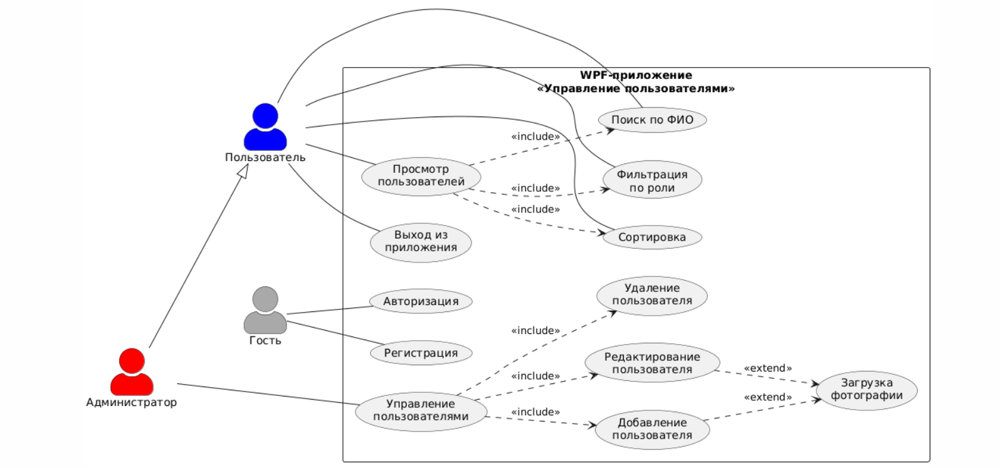 WPF-приложение
«Управление пользователями»
Поиск по ФИО
«include»
Пользователь
Просмотр
пользователей
Фильтрация
по роли
«include»
«include»
Сортировка
Выход из
приложения
Удаление
пользователя
Авторизация
«include»
Гость
Регистрация
Редактирование
пользователя
«extend»
«include»
Загрузка
фотографии
Администратор
Управление
пользователями
«extend»
«include»
Добавление
пользователя